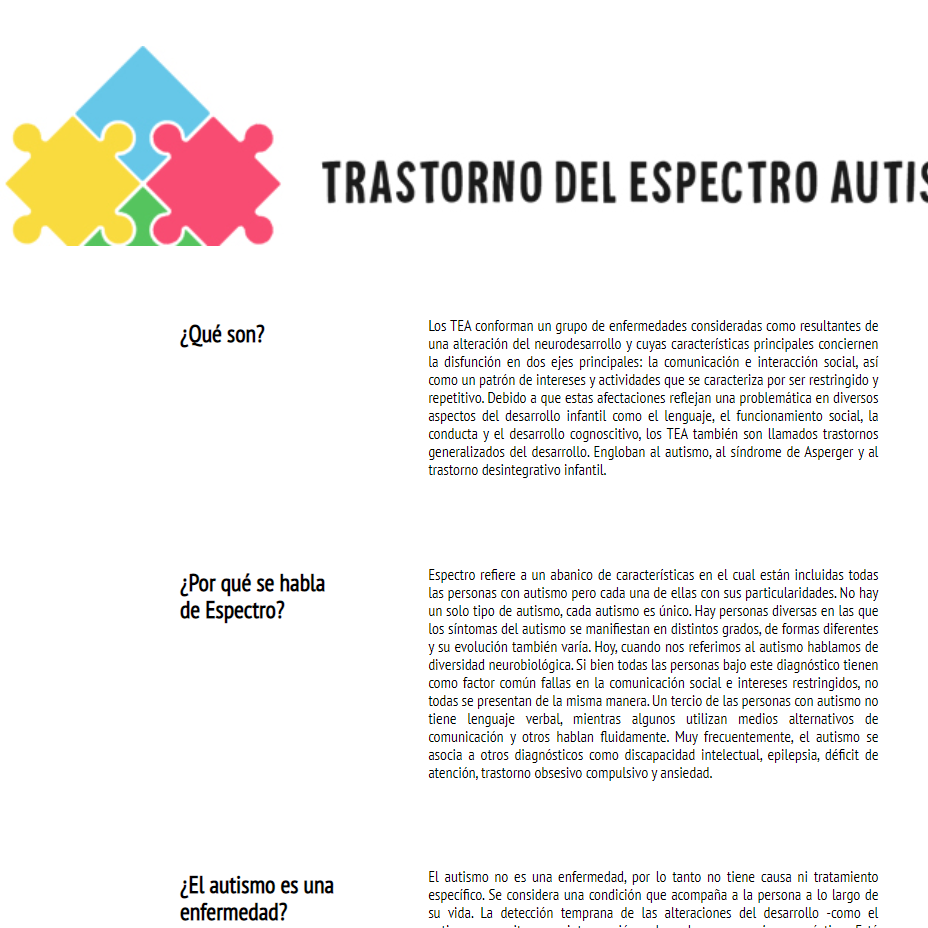 TRASTORNO DEL ESPECTRO
¿Qué son?
Los TEA conforman un grupo de enfermedades consideradas como resultantes de
una alteración del neurodesarrollo y cuyas características principales conciernen
la disfunción en dos ejes principales: la comunicación e interacción social, así
como un patrón de intereses y actividades que se caracteriza por ser restringido y
repetitivo. Debido a que estas afectaciones reflejan una problemática en diversos
aspectos del desarrollo infantil como el lenguaje, el funcionamiento social, la
conducta y el desarrollo cognoscitivo, los TEA también son llamados trastornos
generalizados del desarrollo. Engloban al autismo, al síndrome de Asperger y al
trastorno desintegrativo infantil.
¿Por qué se habla
de Espectro?
Espectro refiere a un abanico de características en el cual están incluidas todas
las personas con autismo pero cada una de ellas con sus particularidades. No hay
un solo tipo de autismo, cada autismo es único. Hay personas diversas en las que
los síntomas del autismo se manifiestan en distintos grados, de formas diferentes
y su evolución también varía. Hoy, cuando nos referimos al autismo hablamos de
diversidad neurobiológica. Si bien todas las personas bajo este diagnóstico tienen
como factor común fallas en la comunicación social e intereses restringidos, no
todas se presentan de la misma manera. Un tercio de las personas con autismo no
tiene lenguaje verbal, mientras algunos utilizan medios alternativos de
comunicación y otros hablan fluidamente. Muy frecuentemente, el autismo se
asocia a otros diagnósticos como discapacidad intelectual, epilepsia, déficit de
atención, trastorno obsesivo compulsivo y ansiedad.
¿El autismo es una
enfermedad?
El autismo no es una enfermedad, por lo tanto no tiene causa ni tratamiento
específico. Se considera una condición que acompaña a la persona a lo largo de
su vida. La detección temprana de las alteraciones del desarrollo -como el